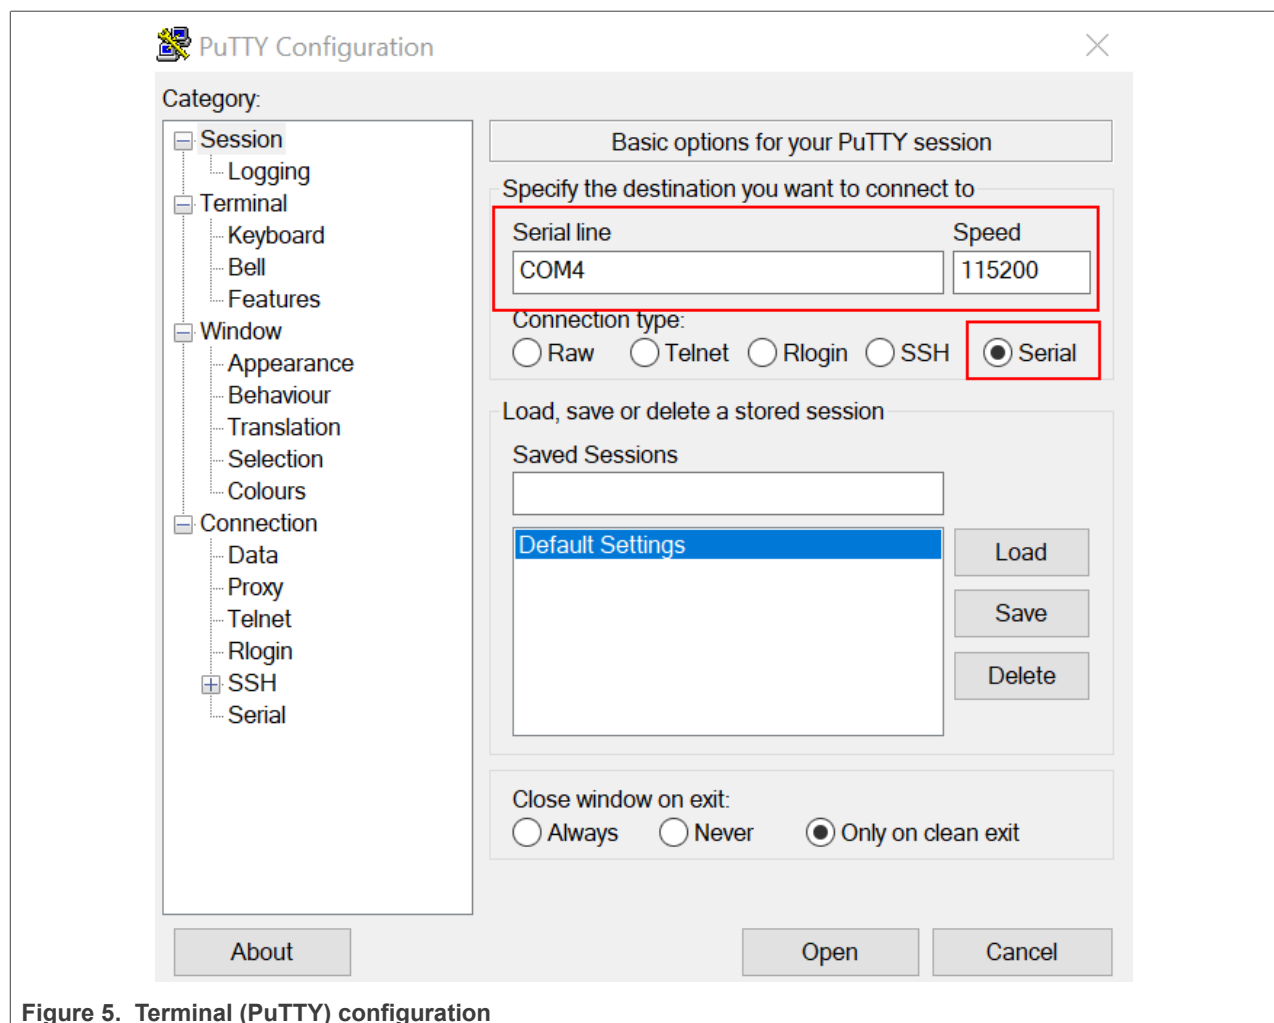 PuTTY Configuration
Category:
Session
Logging
Terminal
Keyboard
Bell
Features
Window
Appearance
Behaviour
Translation
Selection
Colours
Connection
Data
Proxy
Telnet
Rlogin
SSH
Serial
Basic options for your PuTTY session
Specify the destination you want to connect to
Serial line Speed
COM4 115200
Connection type:
Raw Telnet Rlogin SSH Serial
Load, save or delete a stored session
Saved Sessions
Default Settings
Load
Save
Delete
Close window on exit:
Always Never Only on clean exit
About Open Cancel
Figure 5. Terminal (PuTTY) configuration